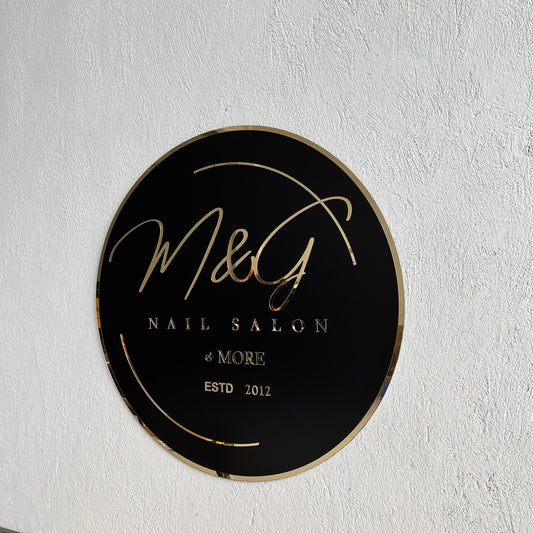 M&G
NAIL SALON
& MORE
ESTD 2012